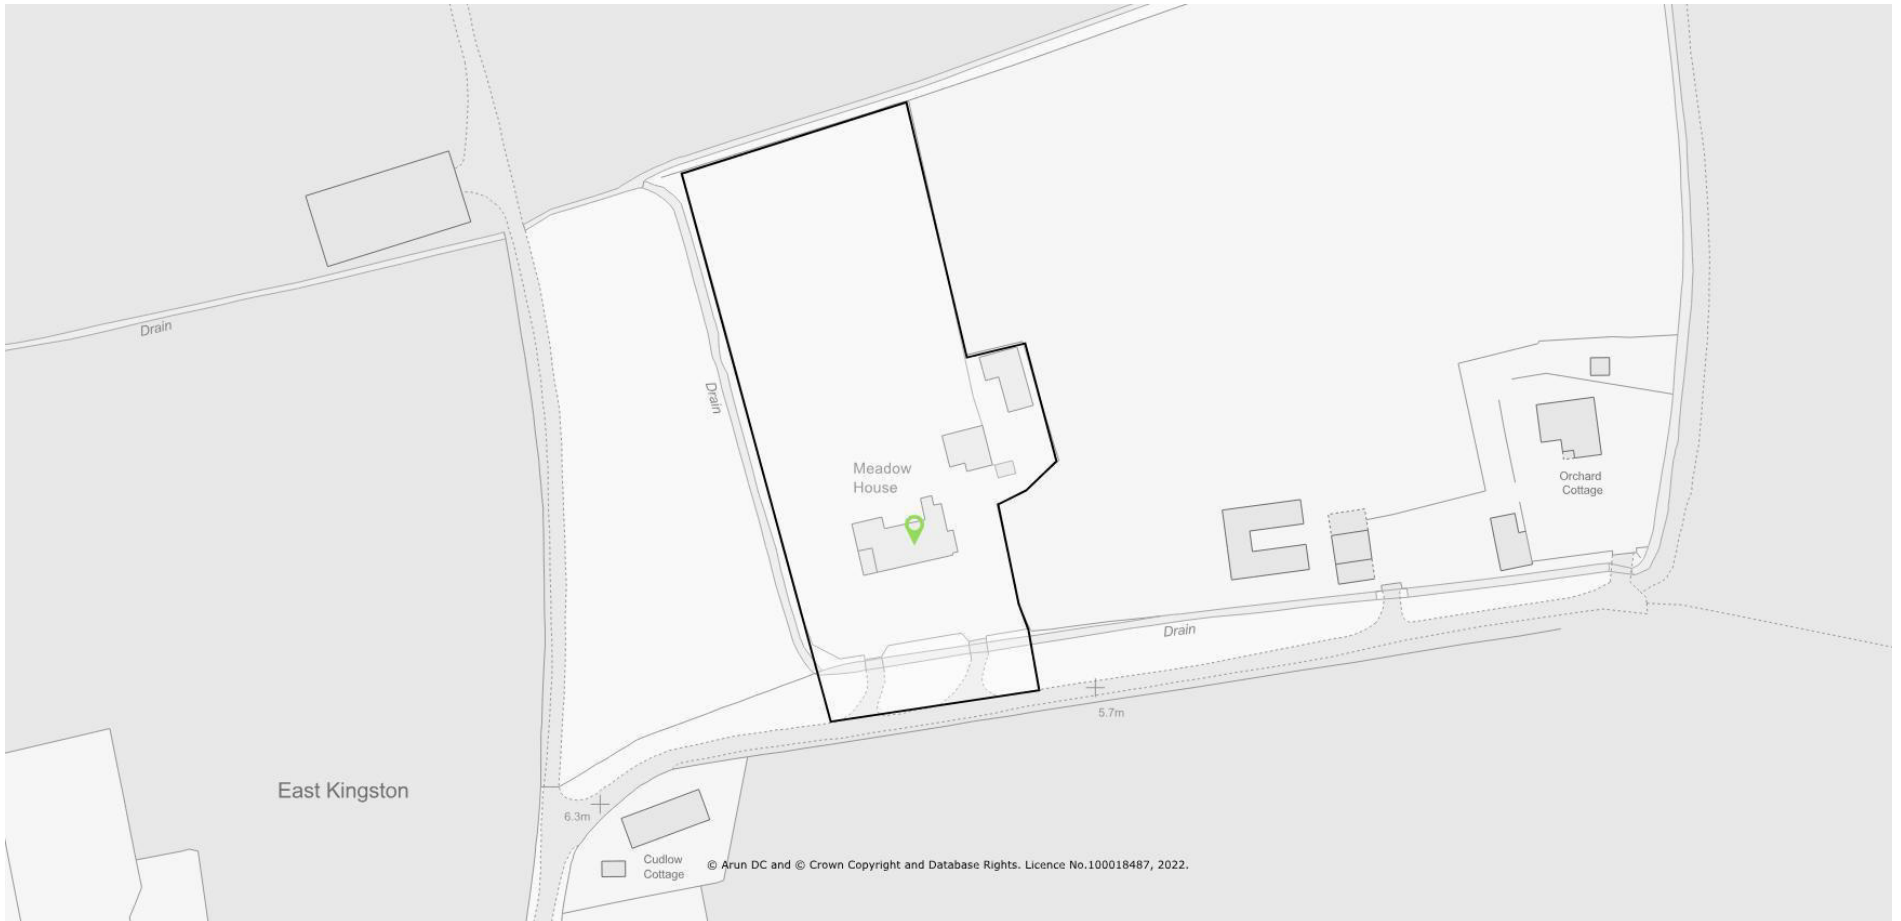 Drain
Drain
Meadow
House
Orchard
Cottage
Drain
5.7m
East Kingston
6.3m
Cudlow
Cottage
© Arun DC and © Crown Copyright and Database Rights. Licence No.100018487, 2022.